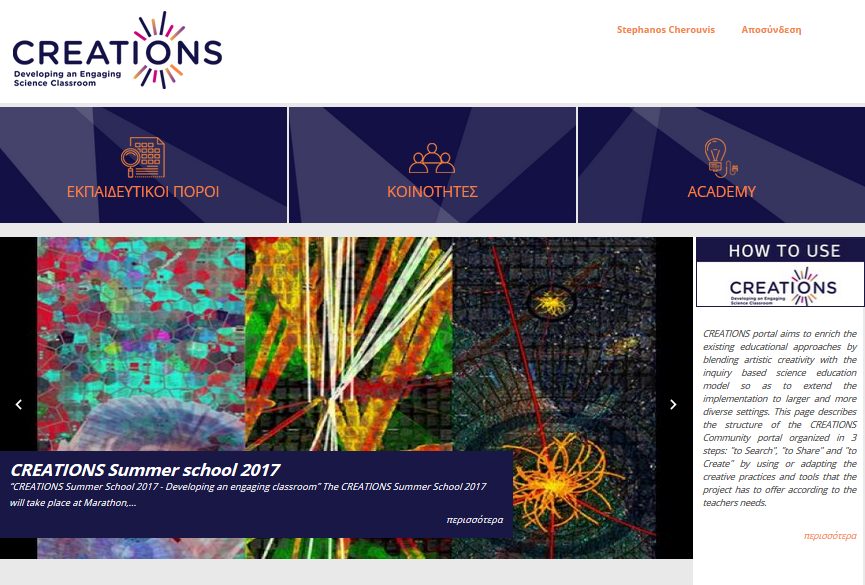 CREATIONS
Developing an Engaging
Science Classroom
Stephanos Cherouvis Αποσύνδεση
ΕΚΠΑΙΔΕΥΤΙΚΟΙ ΠΟΡΟΙ ΚΟΙΝΟΤΗΤΕΣ ACADEMY
CREATIONS Summer school 2017
"CREATIONS Summer School 2017 - Developing an engaging classroom" The CREATIONS Summer School 2017
will take place at Marathon,...
περισσότερα
HOW TO USE
CREATIONS
Developing an Engaging
Science Classroom
CREATIONS portal aims to enrich the
existing educational approaches by
blending artistic creativity with the
inquiry based science education
model so as to extend the
implementation to larger and more
diverse settings. This page describes
the structure of the CREATIONS
Community portal organized in 3
steps: "to Search", "to Share" and "to
Create" by using or adapting the
creative practices and tools that the
project has to offer according to the
teachers needs.
περισσότερα